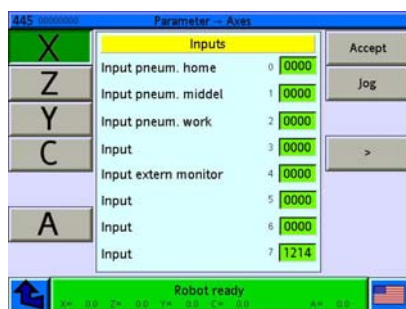 445 00000000 Parameter → Axes
X
Z
Y
C
A
Inputs
Input pneum. home 0 0000
Input pneum. middel 1 0000
Input pneum. work 2 0000
Input 3 0000
Input extern monitor 4 0000
Input 5 0000
Input 6 0000
Input 7 1214
Accept
Jog
>
Robot ready
X= 0.0 Z= 0.0 Y= 0.0 C= 0.0 A= 0.0